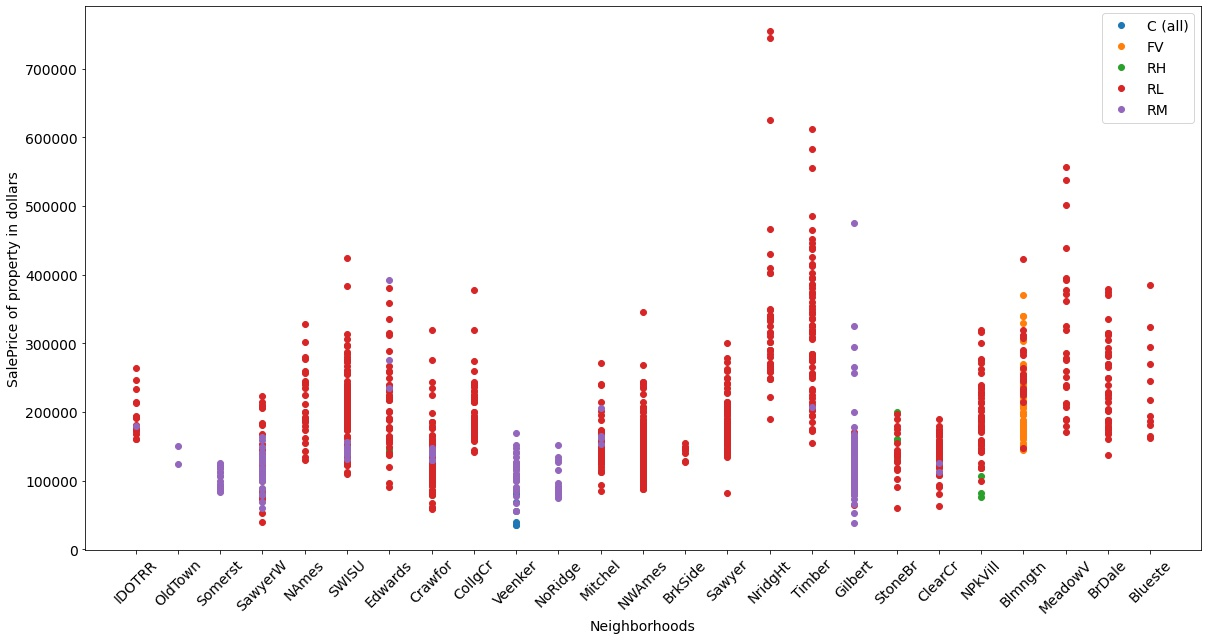 C (all)
FV
RH
RL
RM
SalePrice of property in dollars
700000
600000
500000
400000
300000
200000
100000
0
IDOTRR
OldTown
Somerst
SawyerW
NAmes
SWISU
Edwards
Crawfor
CollgCr
Veenker
NoRidge
Mitchel
NWAmes
BrkSide
Sawyer
NridgHt
Timber
Gilbert
StoneBr
ClearCr
NPkVill
Blmngtn
MeadowV
BrDale
Blueste
Neighborhoods